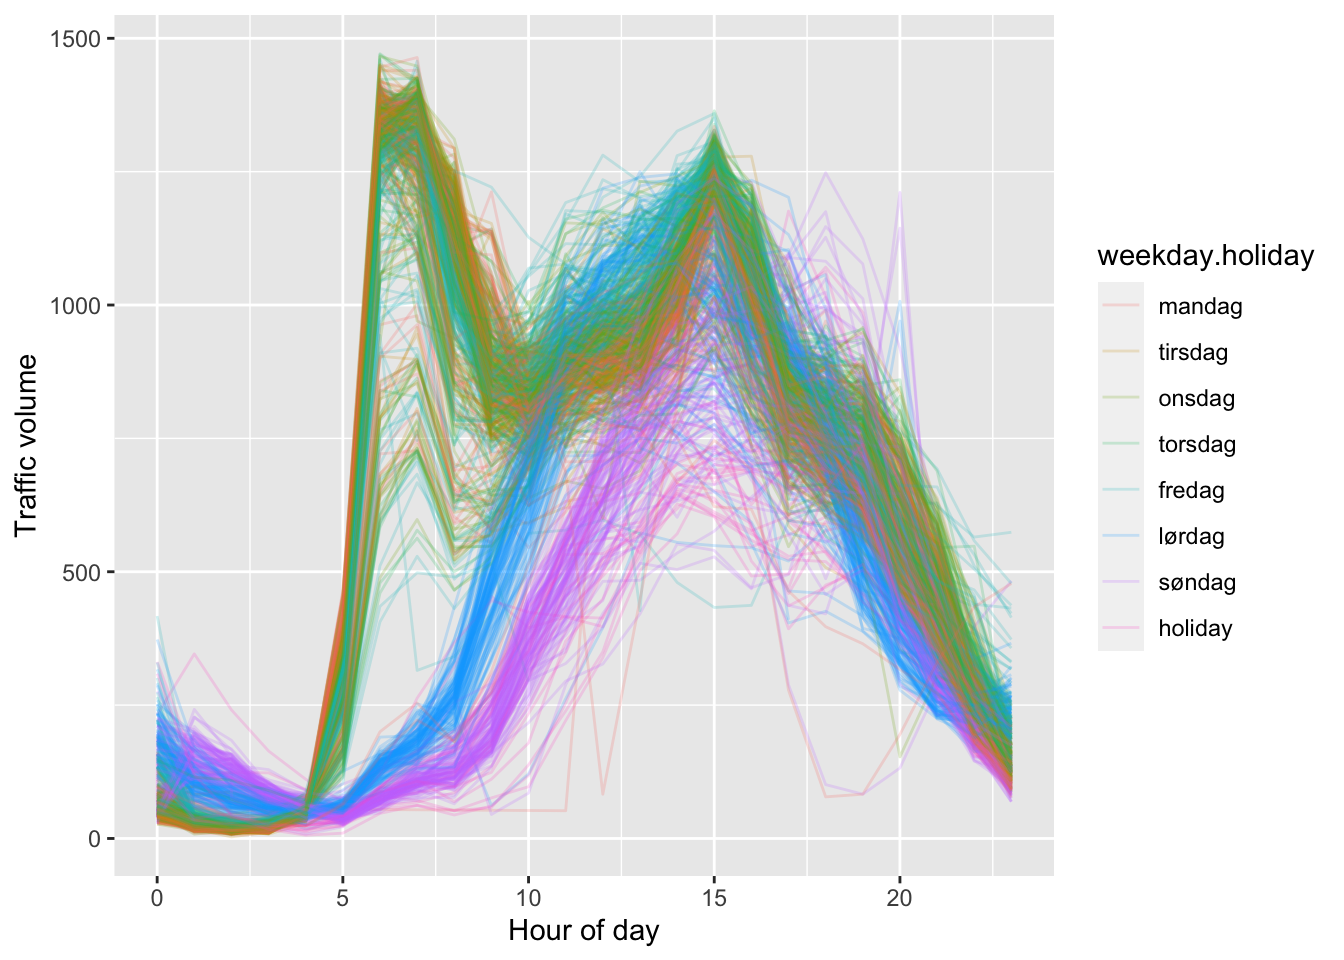 1500
1000
500
0
Traffic volume
0 5 10 15 20
Hour of day
weekday.holiday
mandag
tirsdag
onsdag
torsdag
fredag
lørdag
søndag
holiday